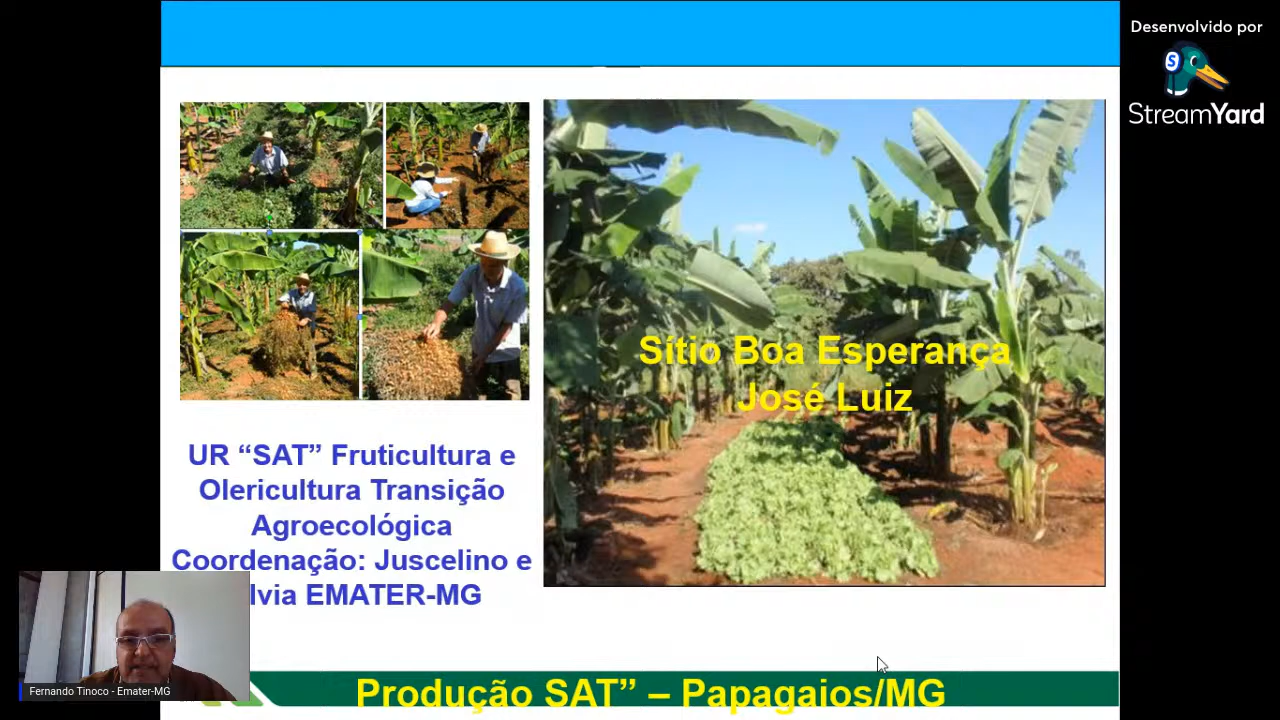 Desenvolvido por
StreamYard
Sítio Boa Esperança
José Luiz
UR “SAT” Fruticultura e
Olericultura Transição
Agroecológica
Coordenação: Juscelino e
lvia EMATER-MG
Fernando Tinoco - Emater-MG
Produção SAT” – Papagaios/MG